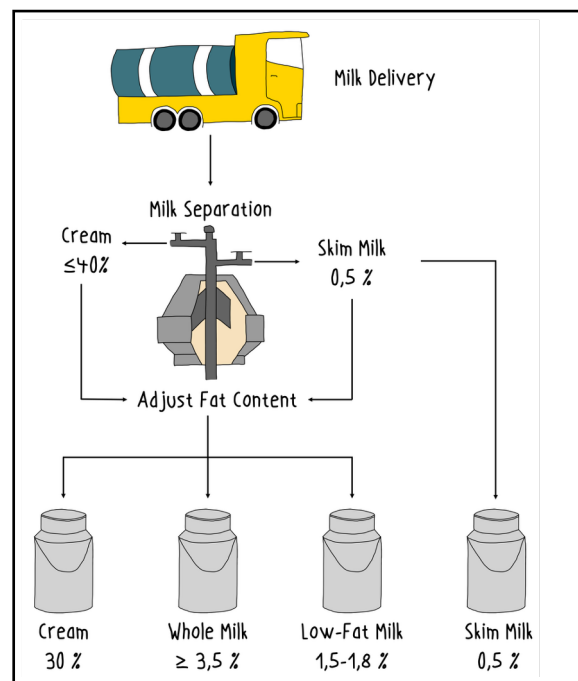 Milk Delivery
Milk Separation
Cream
≤40%
Skim Milk
0,5 %
Adjust Fat Content
Cream
30 %
Whole Milk
≥ 3,5 %
Low-Fat Milk
1,5-1,8 %
Skim Milk
0,5 %